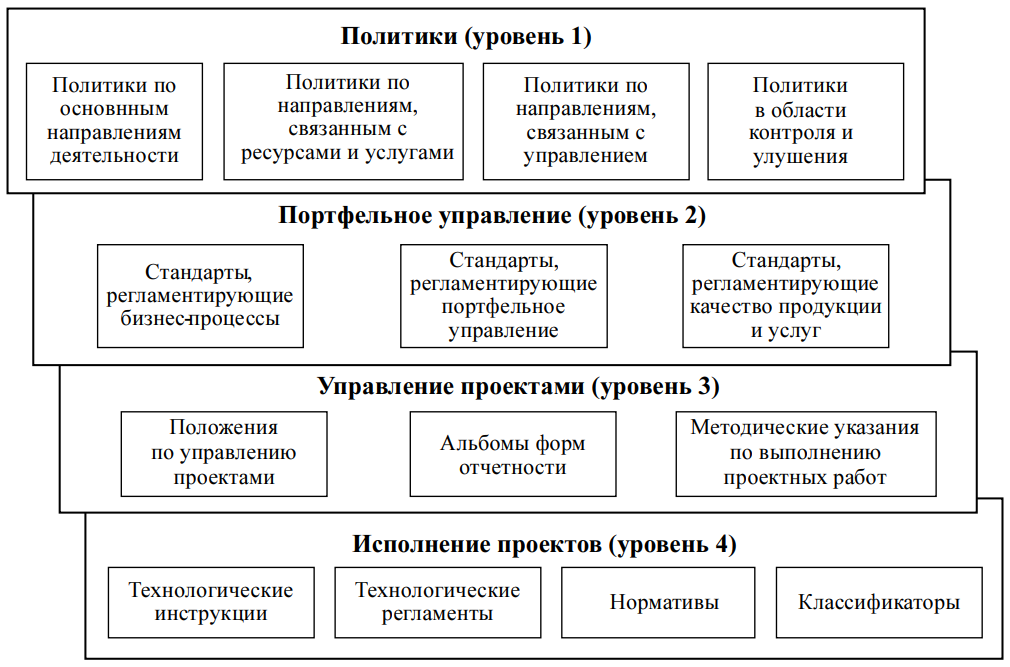 Политики (уровень 1)
Политики по
основнным
направлениям
деятельности
Политики по
направлениям,
связанным с
ресурсами и услугами
Политики по
направлениям,
связанным с
управлением
Политики
в области
контроля и
улушения
Портфельное управление (уровень 2)
Стандарты,
регламентирующие
бизнес-процессы
Стандарты,
регламентирующие
портфельное
управление
Стандарты,
регламентирующие
качество продукции
и услуг
Управление проектами (уровень 3)
Положения
по управлению
проектами
Альбомы форм
отчетности
Методические указания
по выполнению
проектных работ
Исполнение проектов (уровень 4)
Технологические
инструкции
Технологические
регламенты
Нормативы
Классификаторы